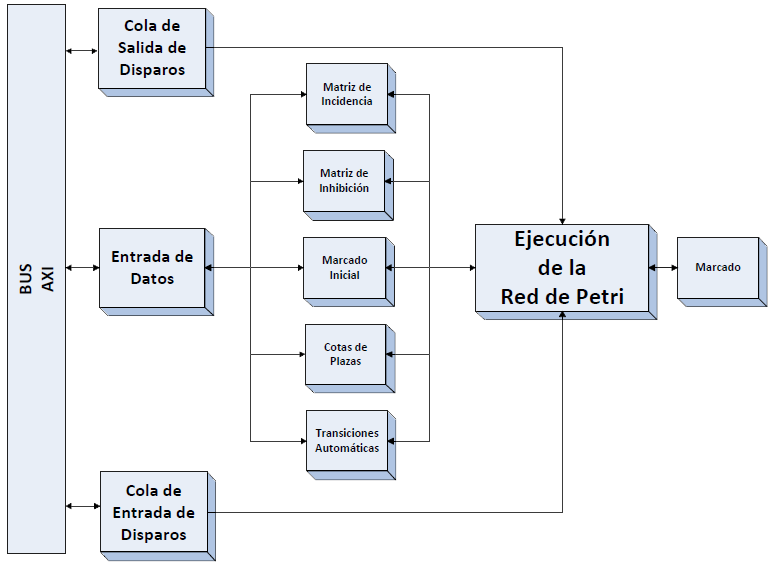 BUS
AXI
Cola de
Salida de
Disparos
Entrada de
Datos
Cola de
Entrada de
Disparos
Matriz de
Incidencia
Matriz de
Inhibición
Marcado
Inicial
Cotas de
Plazas
Transiciones
Automáticas
Ejecución
de la
Red de Petri
Marcado